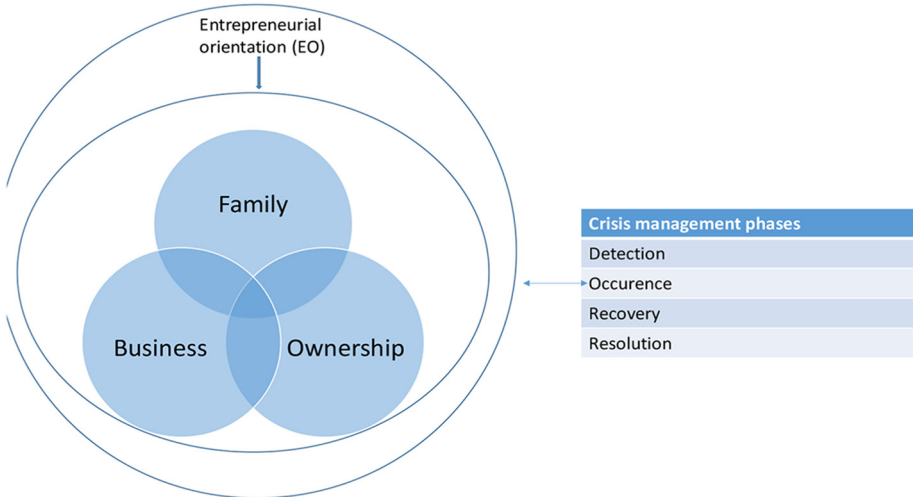 Entrepreneurial
orientation (EO)
Family
Business
Ownership
Crisis management phases
Detection
Occurence
Recovery
Resolution